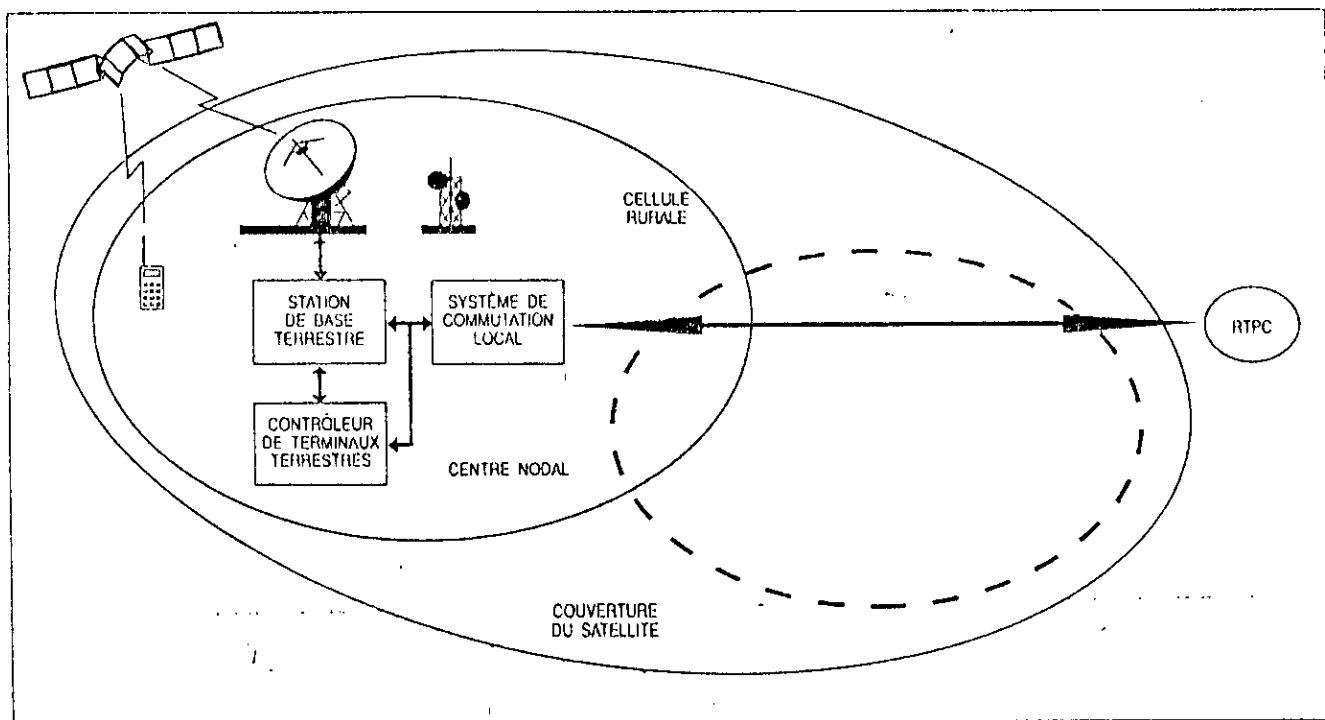 CELLULE
RURALE
STATION
DE BASE
TERRESTRE
SYSTÈME DE
COMMUTATION
LOCAL
RTPC
CONTRÔLEUR
DE TERMINAUX
TERRESTRES
CENTRE NODAL
COUVERTURE
DU SATELLITE